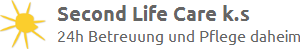 Second Life Care k.s
24h Betreuung und Pflege daheim